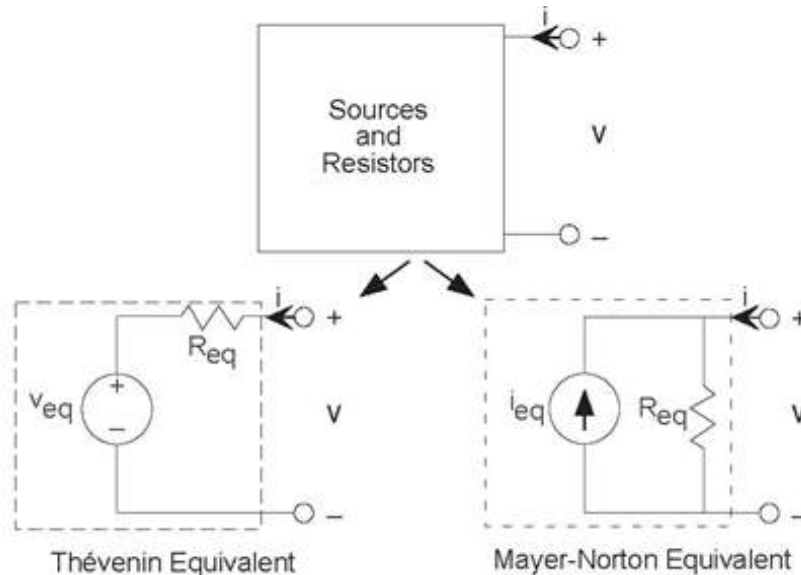 i
+
Sources
and
Resistors
v
–
i
+
Req
veq
+
–
v
–
Thévenin Equivalent
i
+
ieq
Req
v
–
Mayer-Norton Equivalent